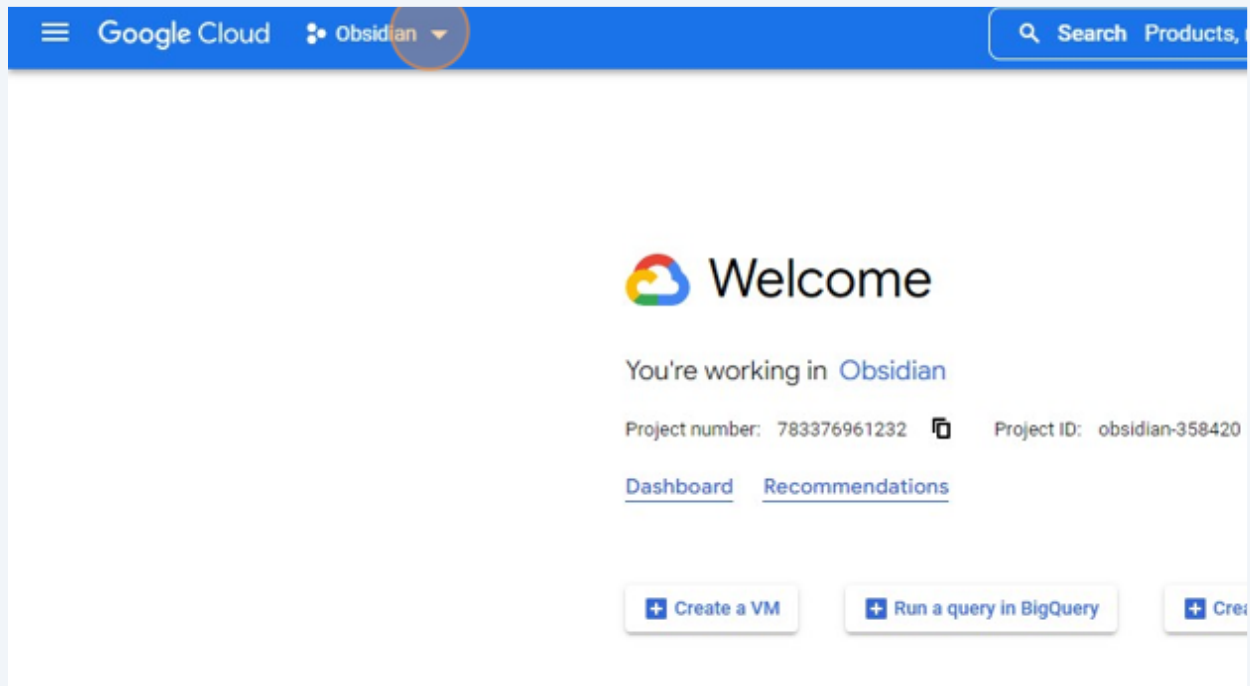 Google Cloud Obsidian Search Products,
Welcome
You're working in Obsidian
Project number: 783376961232 Project ID: obsidian-358420
Dashboard Recommendations
Create a VM Run a query in BigQuery